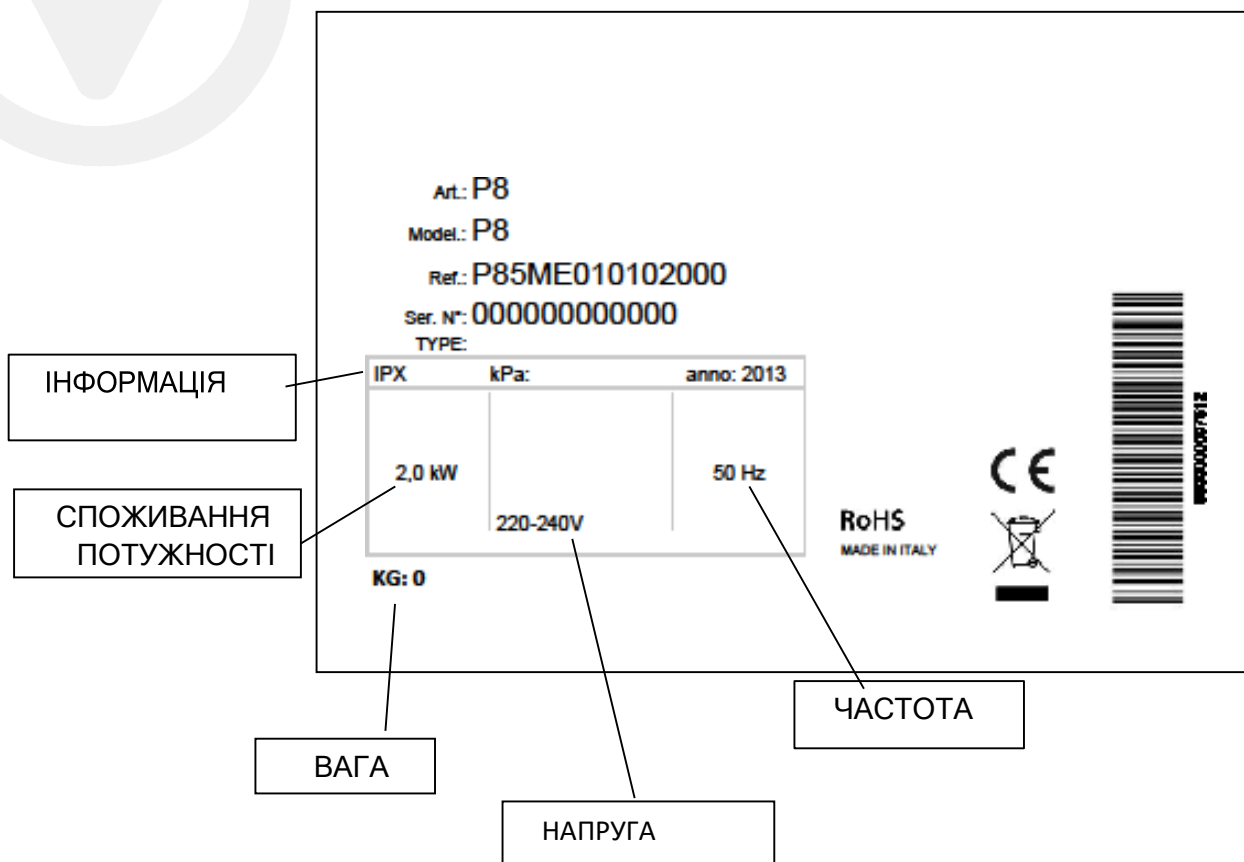 Art.: P8
Model.: P8
Ref.: P85ME010102000
Ser. N°: 000000000000
TYPE:
ІНФОРМАЦІЯ
IPX kPa: anno: 2013
2,0 kW 50 Hz
СПОЖИВАННЯ
ПОТУЖНОСТІ
220-240V
RoHS
MADE IN ITALY
CE
KG: 0
ЧАСТОТА
ВАГА
НАПРУГА